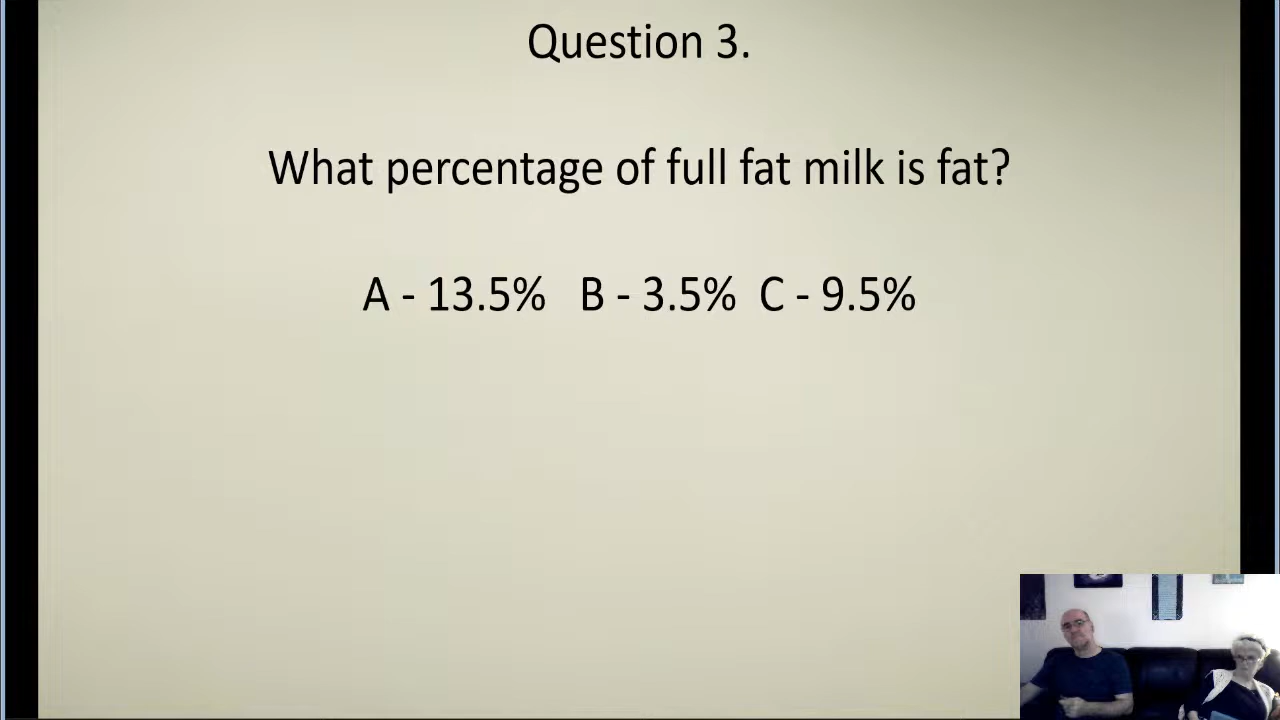 Question 3.
What percentage of full fat milk is fat?
A - 13.5% B - 3.5% C - 9.5%